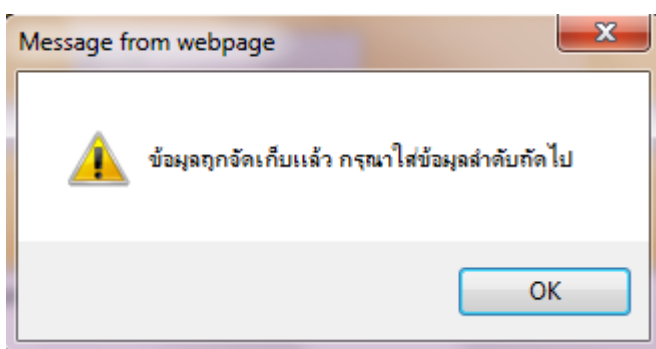 Message from webpage
ข้อมูลถูกจัดเก็บแล้ว กรุณาใส่ข้อมูลลำดับถัดไป
OK